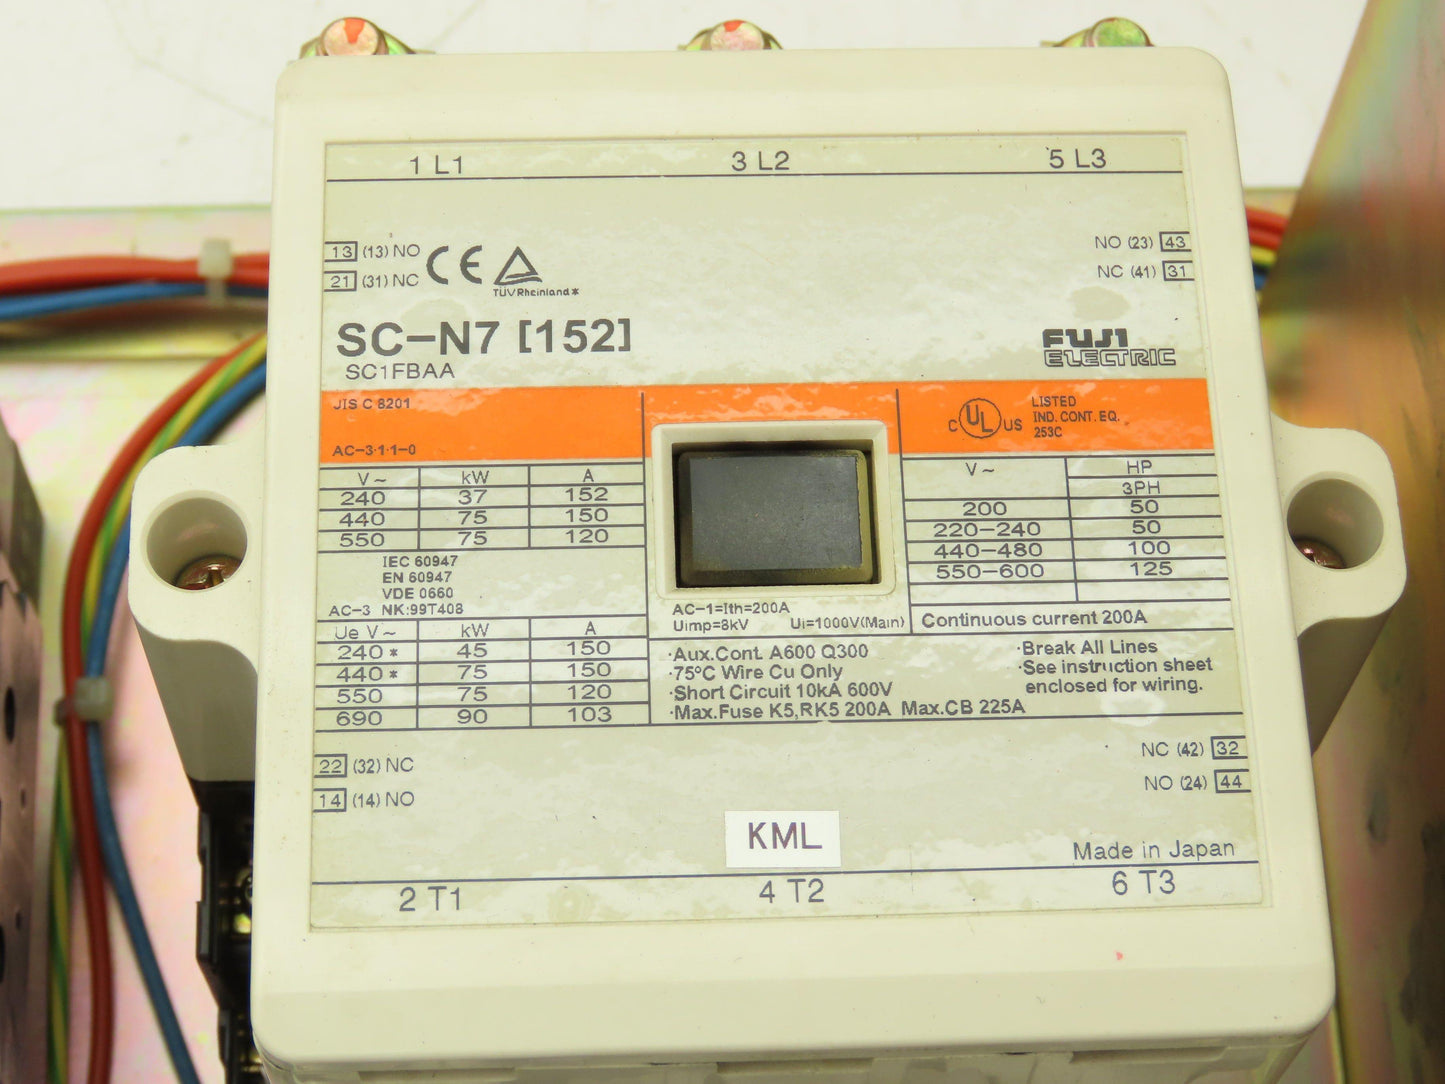 1 L1 3 L2 5 L3
13 (13) NO
21 (31) NC
CE
TÜVRheinland*
NO (23) 43
NC (41) 31
SC-N7 [152]
SC1FBAA
FUJI
ELECTRIC
JIS C 8201
AC-3·1·1-0
V~ kW A
240 37 152
440 75 150
550 75 120
IEC 60947
EN 60947
VDE 0660
AC-3 NK:99T408
Ue V~ kW A
240* 45 150
440* 75 150
550 75 120
690 90 103
AC-1=Ith=200A
Uimp=8kV Ui=1000V(Main)
C UL US
LISTED
IND. CONT. EQ.
253C
V~ HP
3PH
200 50
220-240 50
440-480 100
550-600 125
Continuous current 200A
·Aux.Cont. A600 Q300
·75°C Wire Cu Only
·Short Circuit 10kA 600V
·Max.Fuse K5,RK5 200A Max.CB 225A
·Break All Lines
·See instruction sheet
enclosed for wiring.
22 (32) NC
14 (14) NO
NC (42) 32
NO (24) 44
KML
Made in Japan
2 T1 4 T2 6 T3